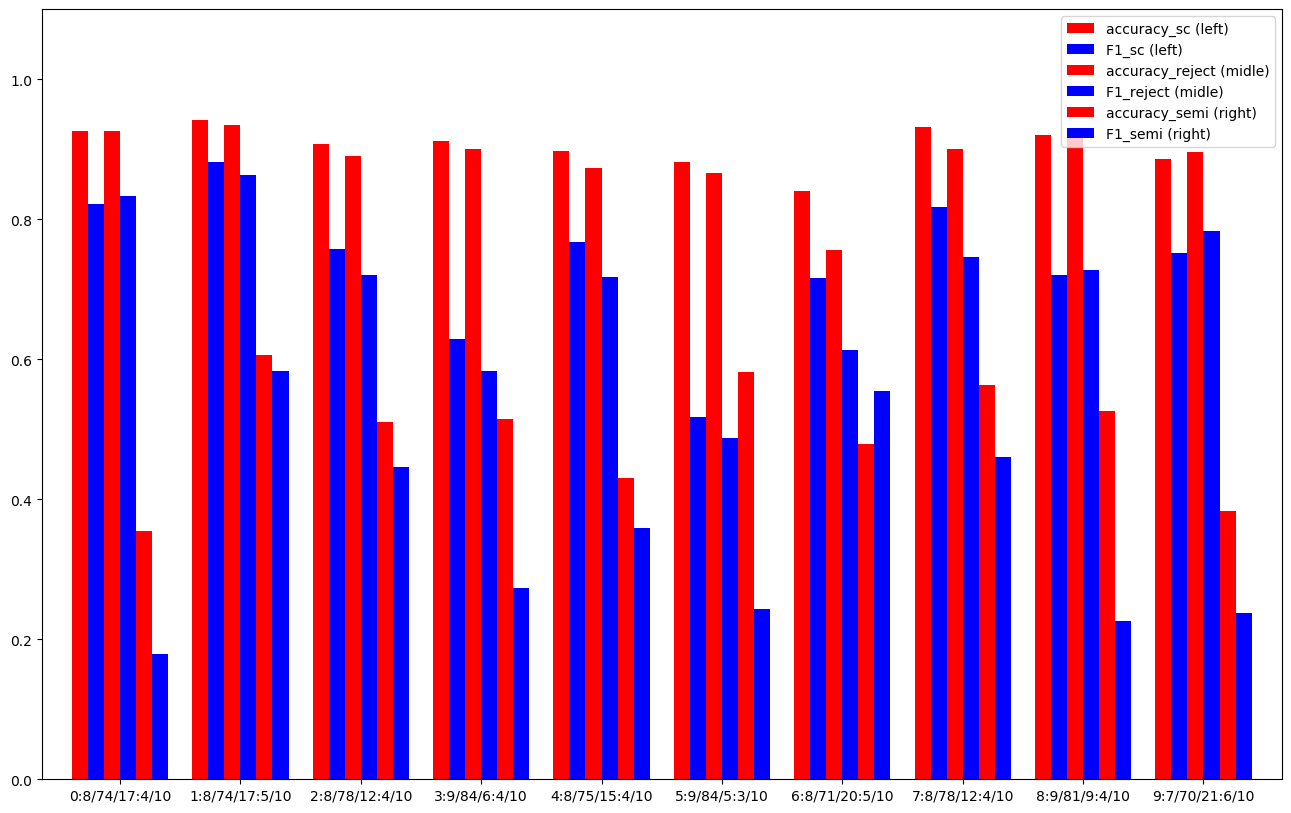 accuracy_sc (left)
F1_sc (left)
accuracy_reject (midle)
F1_reject (midle)
accuracy_semi (right)
F1_semi (right)
1.0
0.8
0.6
0.4
0.2
0.0
0:8/74/17:4/10 1:8/74/17:5/10 2:8/78/12:4/10 3:9/84/6:4/10 4:8/75/15:4/10 5:9/84/5:3/10 6:8/71/20:5/10 7:8/78/12:4/10 8:9/81/9:4/10 9:7/70/21:6/10